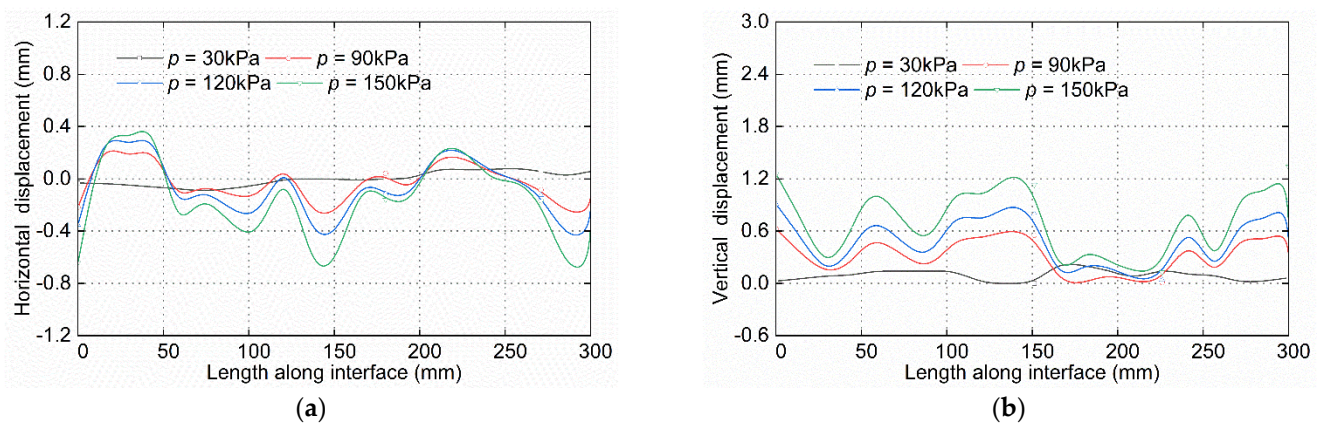 1.2
0.8
0.4
0.0
-0.4
-0.8
-1.2
Horizontal displacement (mm)
p = 30kPa p = 90kPa
p = 120kPa p = 150kPa
0 50 100 150 200 250 300
Length along interface (mm)
(a)
3.0
2.4
1.8
1.2
0.6
0.0
-0.6
Vertical displacement (mm)
p = 30kPa p = 90kPa
p = 120kPa p = 150kPa
0 50 100 150 200 250 300
Length along interface (mm)
(b)